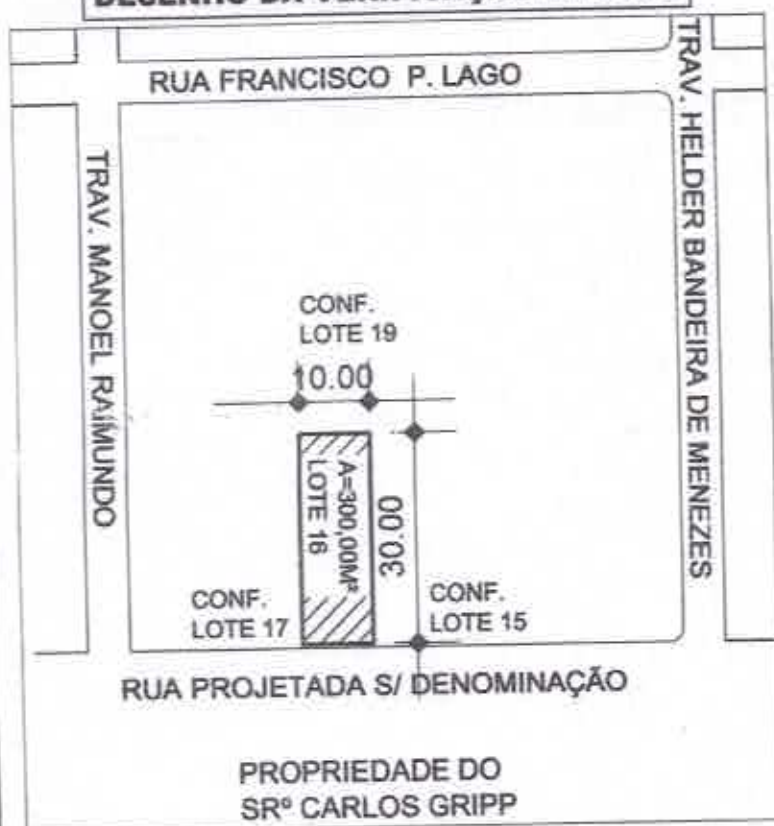 RUA FRANCISCO P. LAGO
TRAV. HELDER BANDEIRA DE MENEZES
TRAV. MANOEL RAIMUNDO
CONF.
LOTE 19
10.00
A=300,00M²
LOTE 16
30.00
CONF.
LOTE 17
CONF.
LOTE 15
RUA PROJETADA S/ DENOMINAÇÃO
PROPRIEDADE DO
SRº CARLOS GRIPP